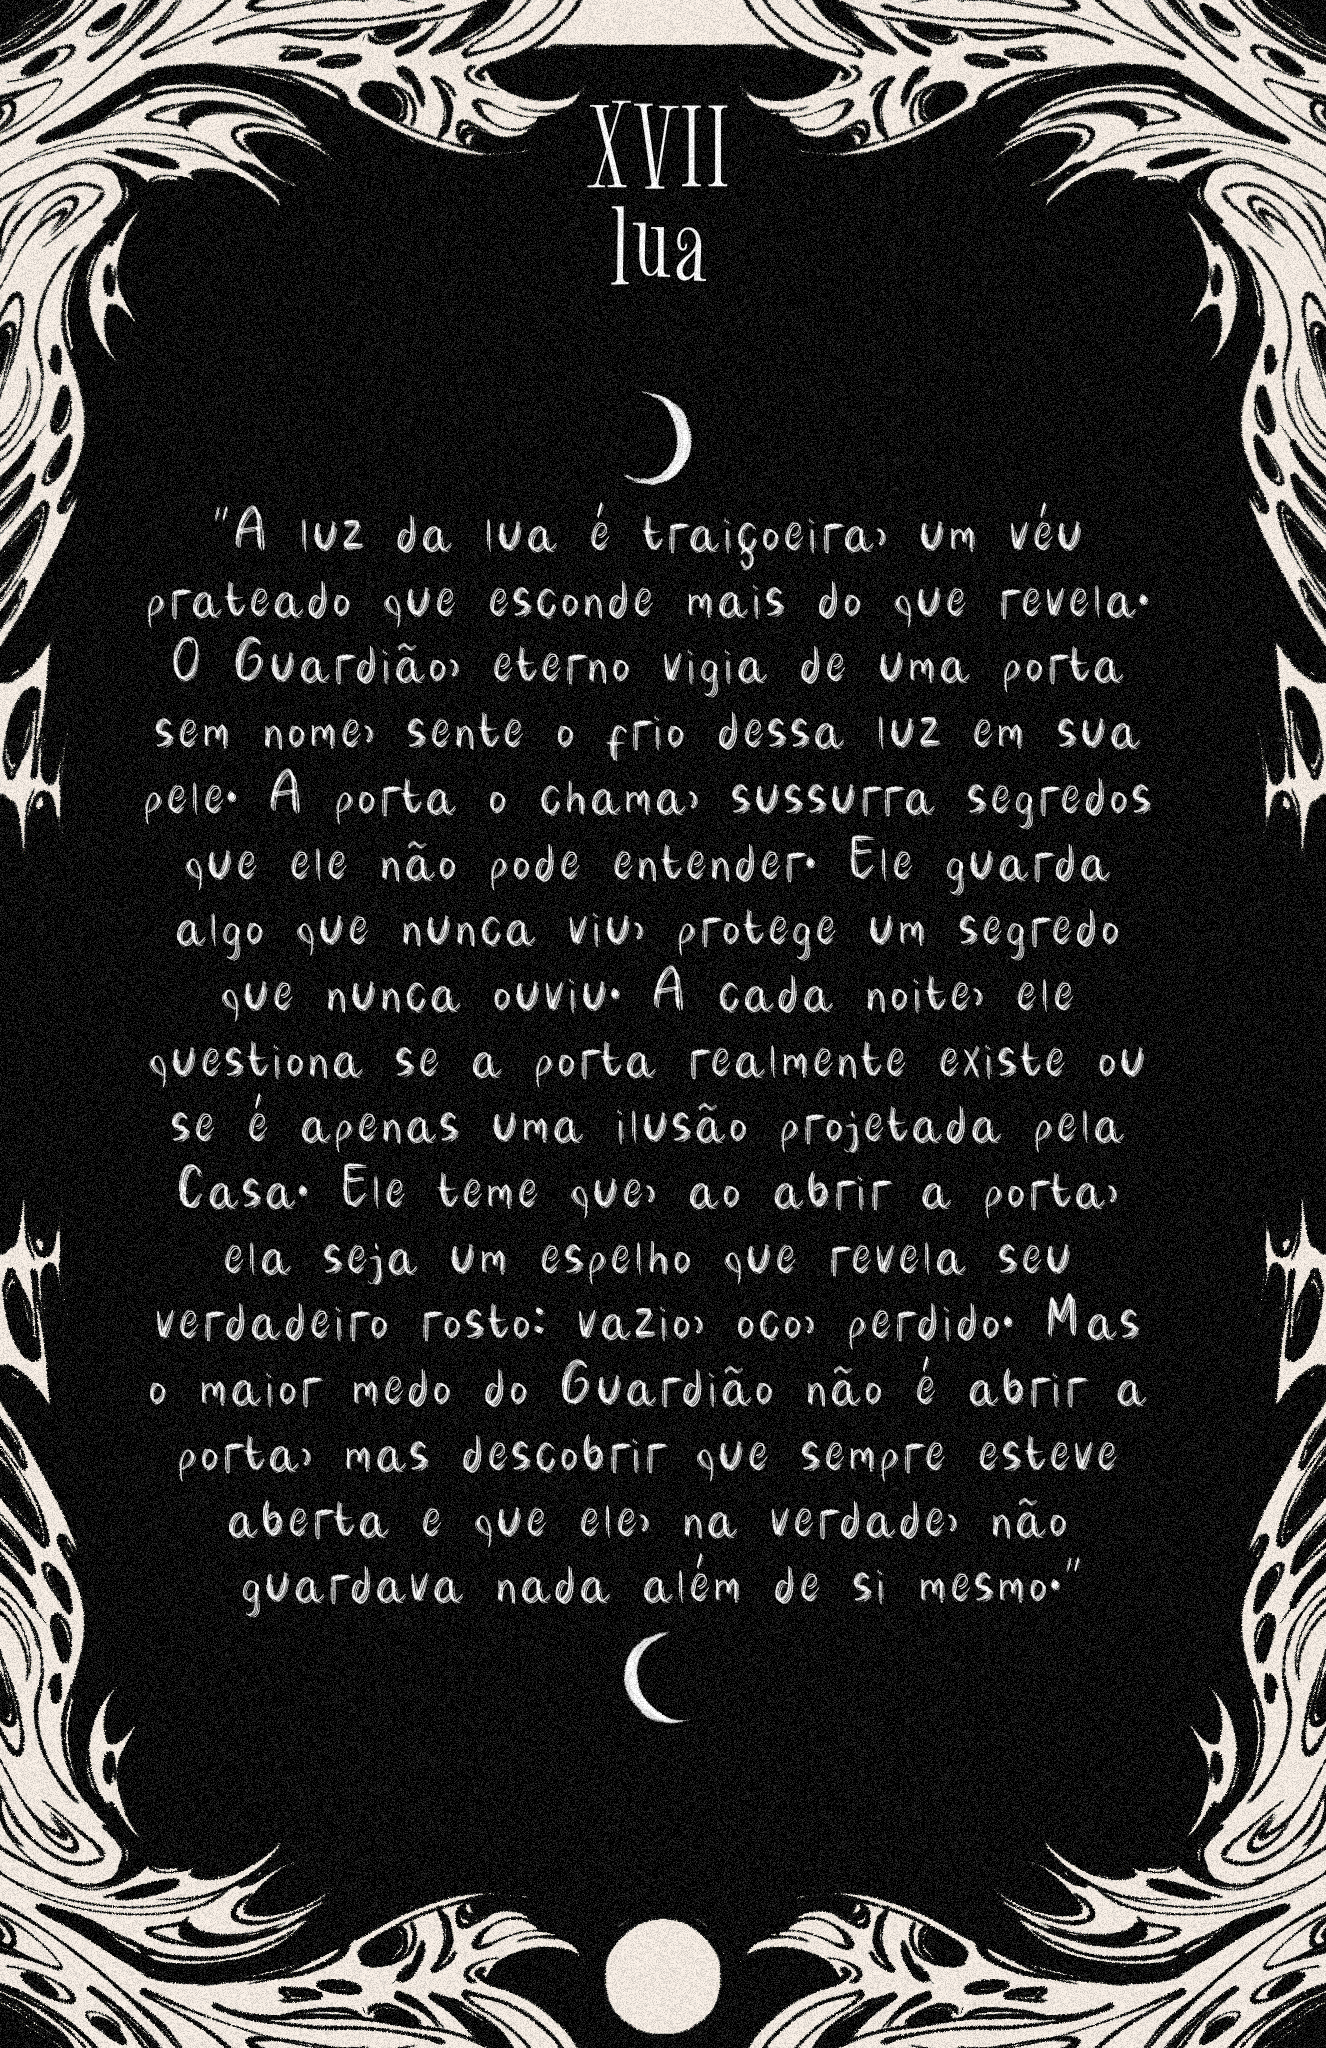 XVII
lua
"A luz da lua é traiçoeira, um véu
prateado que esconde mais do que revela.
O Guardião, eterno vigia de uma porta
sem nome, sente o frio dessa luz em sua
pele. A porta o chama, sussurra segredos
que ele não pode entender. Ele guarda
algo que nunca viu, protege um segredo
que nunca ouviu. A cada noite, ele
questiona se a porta realmente existe ou
se é apenas uma ilusão projetada pela
Casa. Ele teme que, ao abrir a porta,
ela seja um espelho que revela seu
verdadeiro rosto: vazio, oco, perdido. Mas
o maior medo do Guardião não é abrir a
porta, mas descobrir que sempre esteve
aberta e que ele, na verdade, não
guardava nada além de si mesmo."